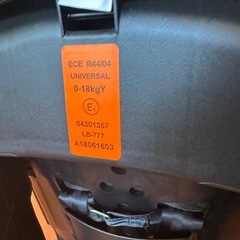 ECE R44/04
UNIVERSAL
0-18kgY
E1
04301357
LB-777
A18061603